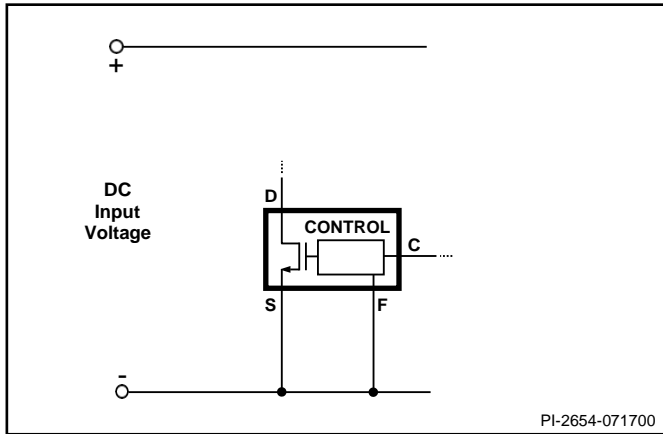 +
DC
Input
Voltage
D
CONTROL
C
S
F
-
PI-2654-071700